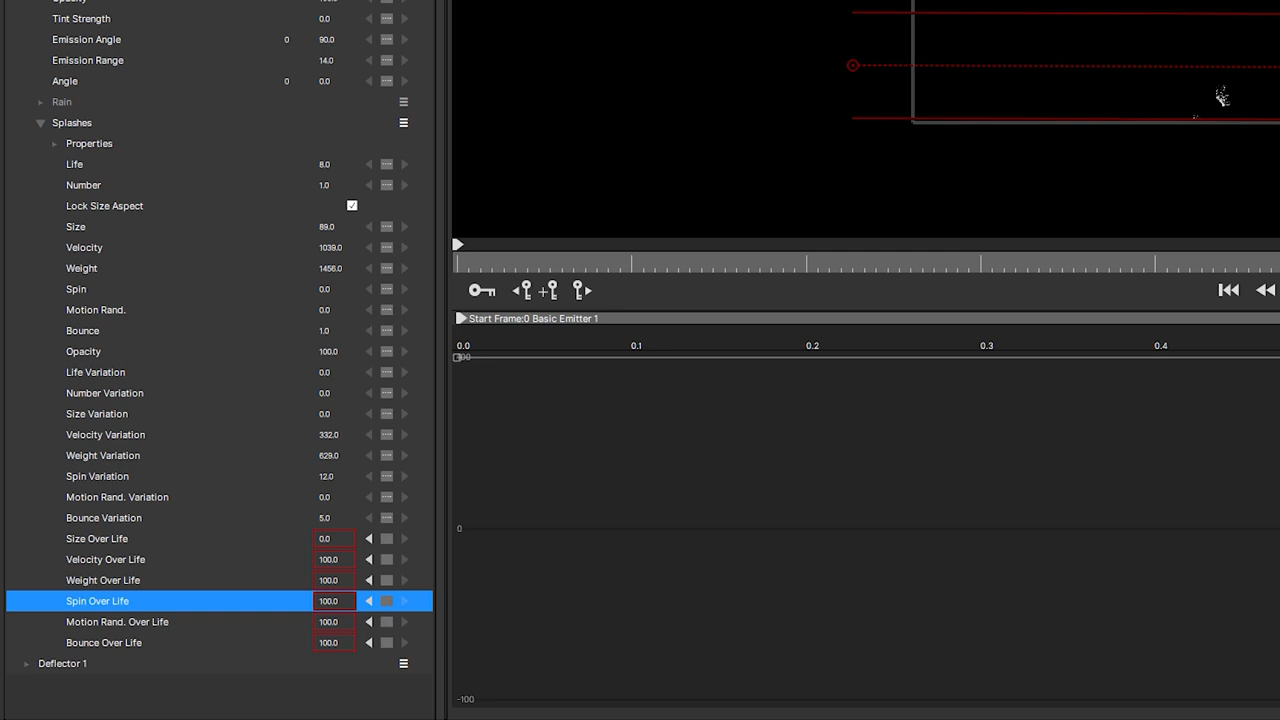 Tint Strength 0.0
Emission Angle 0 90.0
Emission Range 14.0
Angle 0 0.0
Rain
Splashes
Properties
Life 8.0
Number 1.0
Lock Size Aspect
Size 89.0
Velocity 1039.0
Weight 1456.0
Spin 0.0
Motion Rand. 0.0
Bounce 1.0
Opacity 100.0
Life Variation 0.0
Number Variation 0.0
Size Variation 0.0
Velocity Variation 332.0
Weight Variation 629.0
Spin Variation 12.0
Motion Rand. Variation 0.0
Bounce Variation 5.0
Size Over Life 0.0
Velocity Over Life 100.0
Weight Over Life 100.0
Spin Over Life 100.0
Motion Rand. Over Life 100.0
Bounce Over Life 100.0
Deflector 1
Start Frame:0 Basic Emitter 1
0.0 0.1 0.2 0.3 0.4
0
-100